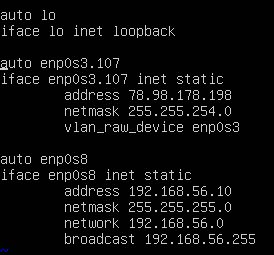 auto lo
iface lo inet loopback

auto enp0s3.107
iface enp0s3.107 inet static
        address 78.98.178.198
        netmask 255.255.254.0
        vlan_raw_device enp0s3

auto enp0s8
iface enp0s8 inet static
        address 192.168.56.10
        netmask 255.255.255.0
        network 192.168.56.0
        broadcast 192.168.56.255
~